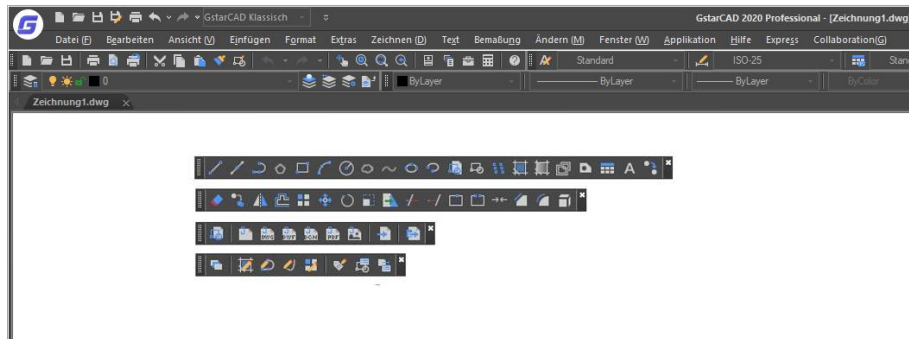 GstarCAD Klassisch
GstarCAD 2020 Professional - [Zeichnung1.dwg
Datei (F) Bearbeiten Ansicht (V) Einfügen Format Extras Zeichnen (D) Text Bemaßung Ändern (M) Fenster (W) Applikation Hilfe Express Collaboration(G)
Standard ISO-25 Stan
0 ByLayer ByLayer ByLayer ByColor
Zeichnung1.dwg